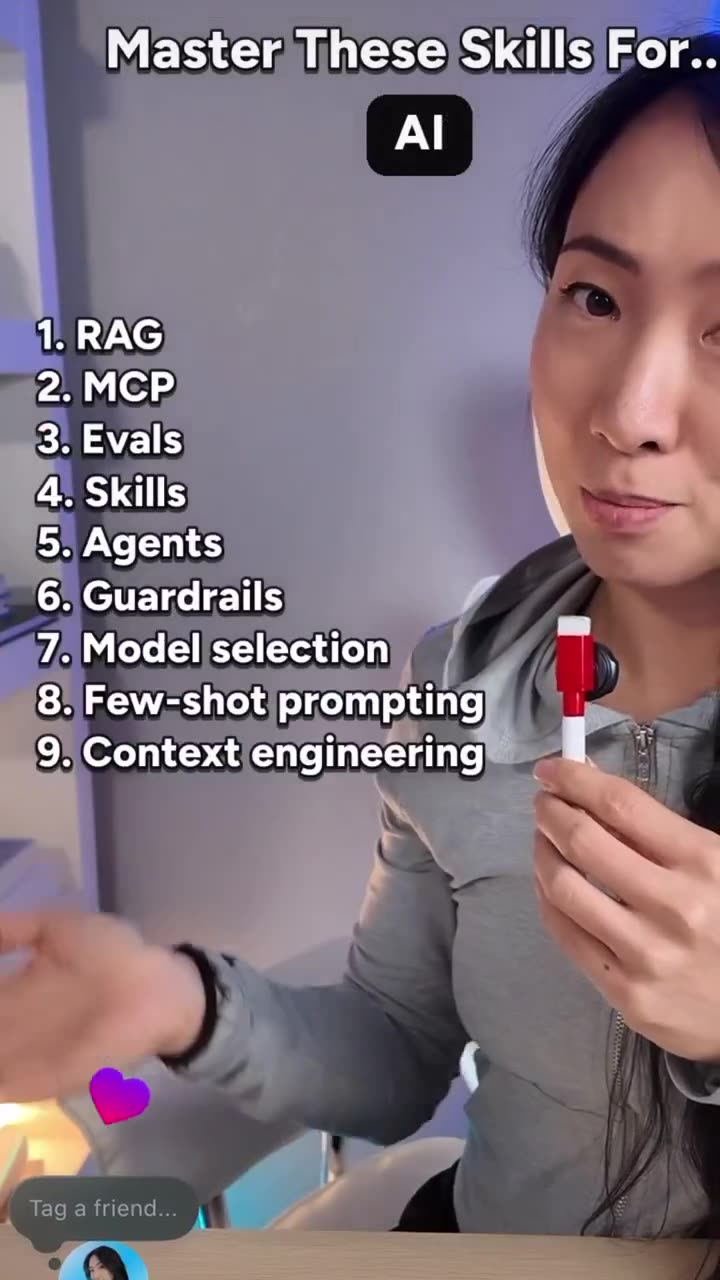 Master These Skills For..
AI
1. RAG
2. MCP
3. Evals
4. Skills
5. Agents
6. Guardrails
7. Model selection
8. Few-shot prompting
9. Context engineering
Tag a friend...